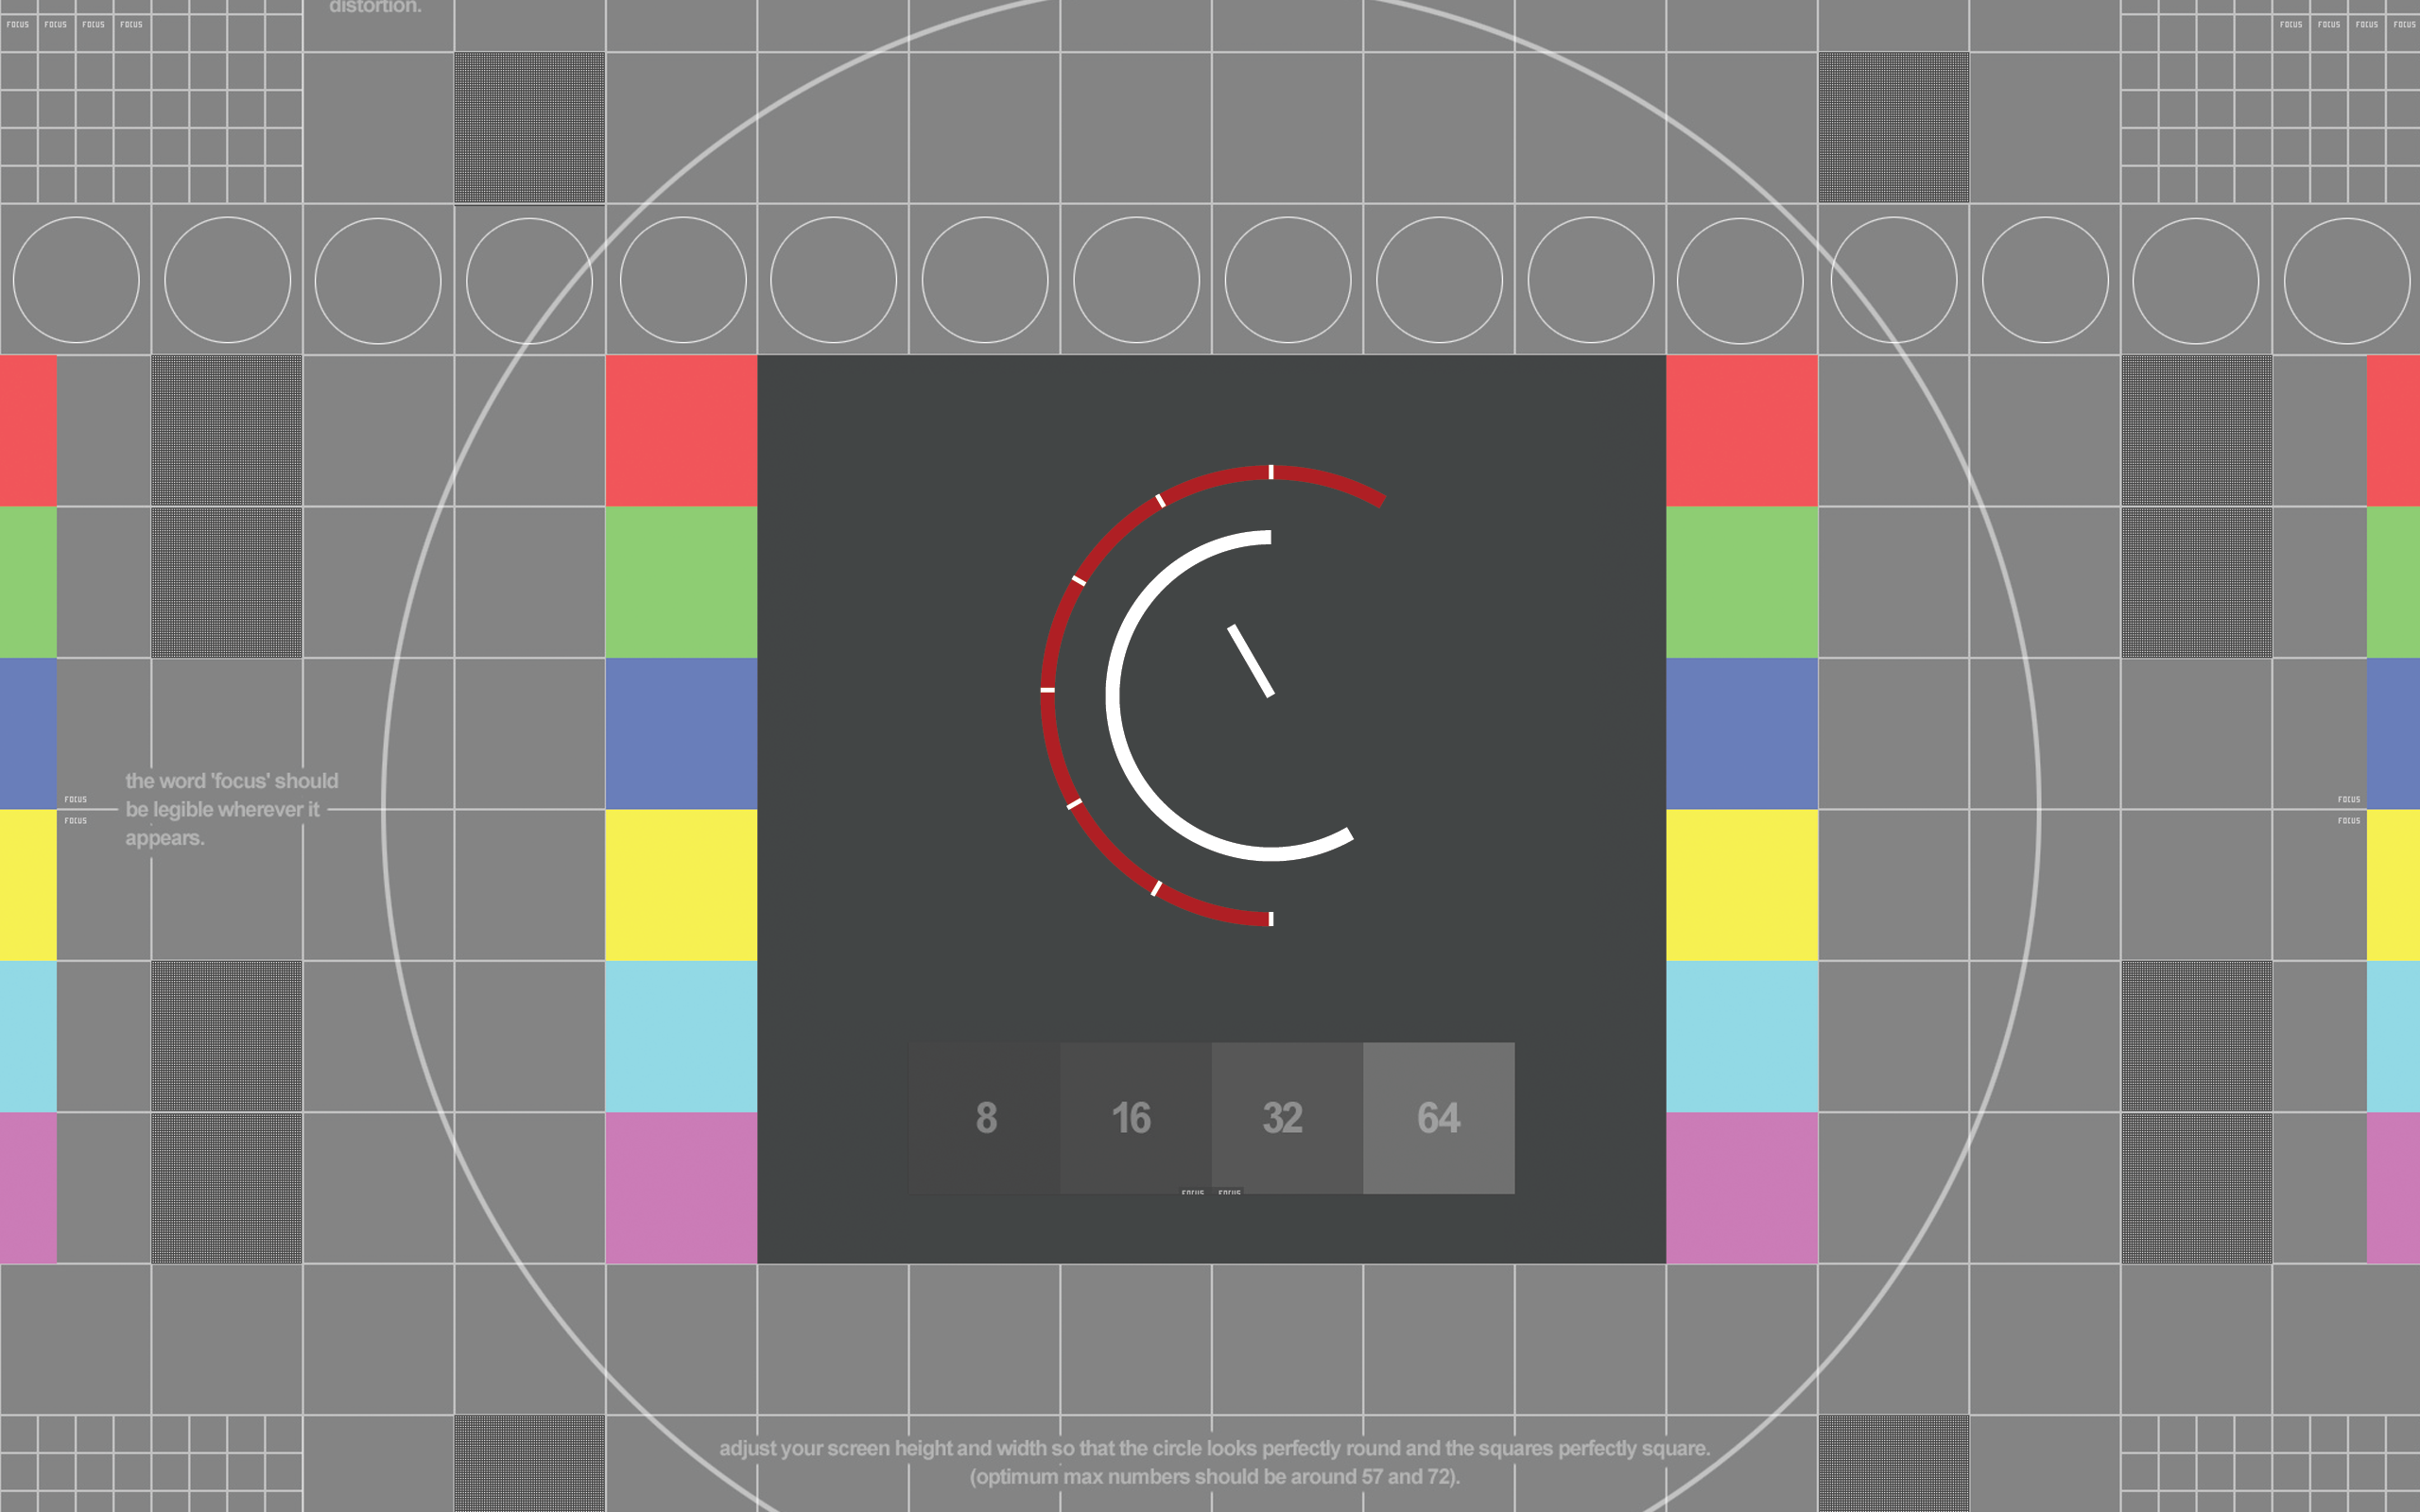 distortion.
FOCUS FOCUS FOCUS FOCUS
FOCUS FOCUS FOCUS FOCUS
the word 'focus' should
be legible wherever it
appears.
FOCUS
FOCUS
FOCUS
FOCUS
8 16 32 64
FOCUS FOCUS
adjust your screen height and width so that the circle looks perfectly round and the squares perfectly square.
(optimum max numbers should be around 57 and 72).